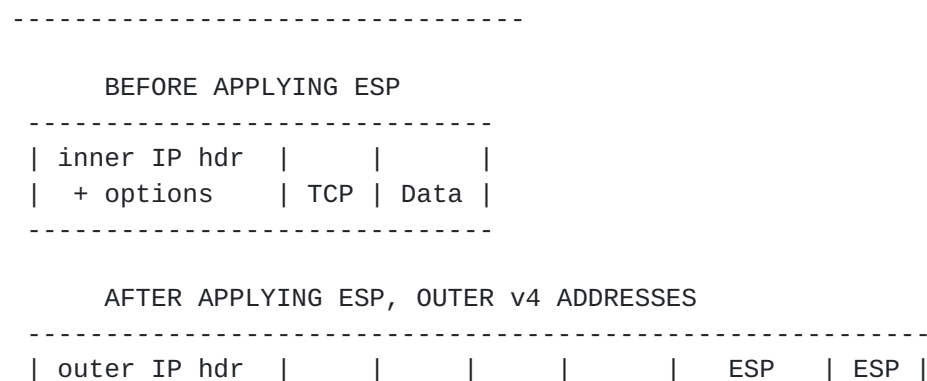 ---------------------------------
BEFORE APPLYING ESP
------------------------------
| inner IP hdr  |     |      |
|  + options    | TCP | Data |
------------------------------
AFTER APPLYING ESP, OUTER v4 ADDRESSES
----------------------------------------------------------
| outer IP hdr  |     |     |     |      |   ESP   | ESP |